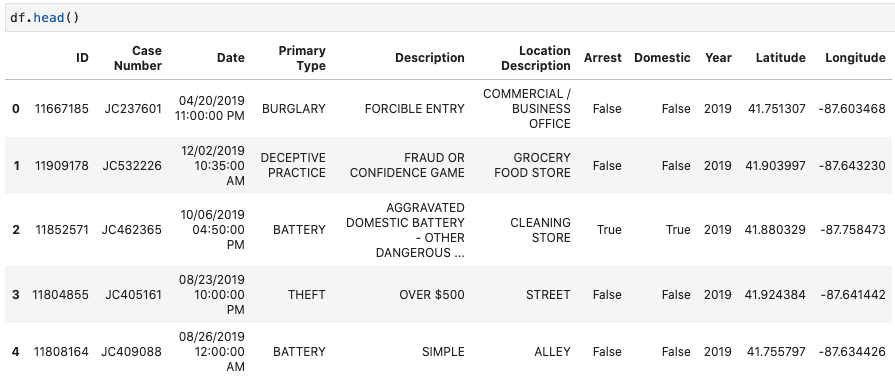 df.head()
ID Case Number Date Primary Type Description Location Description Arrest Domestic Year Latitude Longitude
0 11667185 JC237601 04/20/2019 11:00:00 PM BURGLARY FORCIBLE ENTRY COMMERCIAL / BUSINESS OFFICE False False 2019 41.751307 -87.603468
1 11909178 JC532226 12/02/2019 10:35:00 AM DECEPTIVE PRACTICE FRAUD OR CONFIDENCE GAME GROCERY FOOD STORE False False 2019 41.903997 -87.643230
2 11852571 JC462365 10/06/2019 04:50:00 PM BATTERY AGGRAVATED DOMESTIC BATTERY - OTHER DANGEROUS ... CLEANING STORE True True 2019 41.880329 -87.758473
3 11804855 JC405161 08/23/2019 10:00:00 PM THEFT OVER $500 STREET False False 2019 41.924384 -87.641442
4 11808164 JC409088 08/26/2019 12:00:00 AM BATTERY SIMPLE ALLEY False False 2019 41.755797 -87.634426